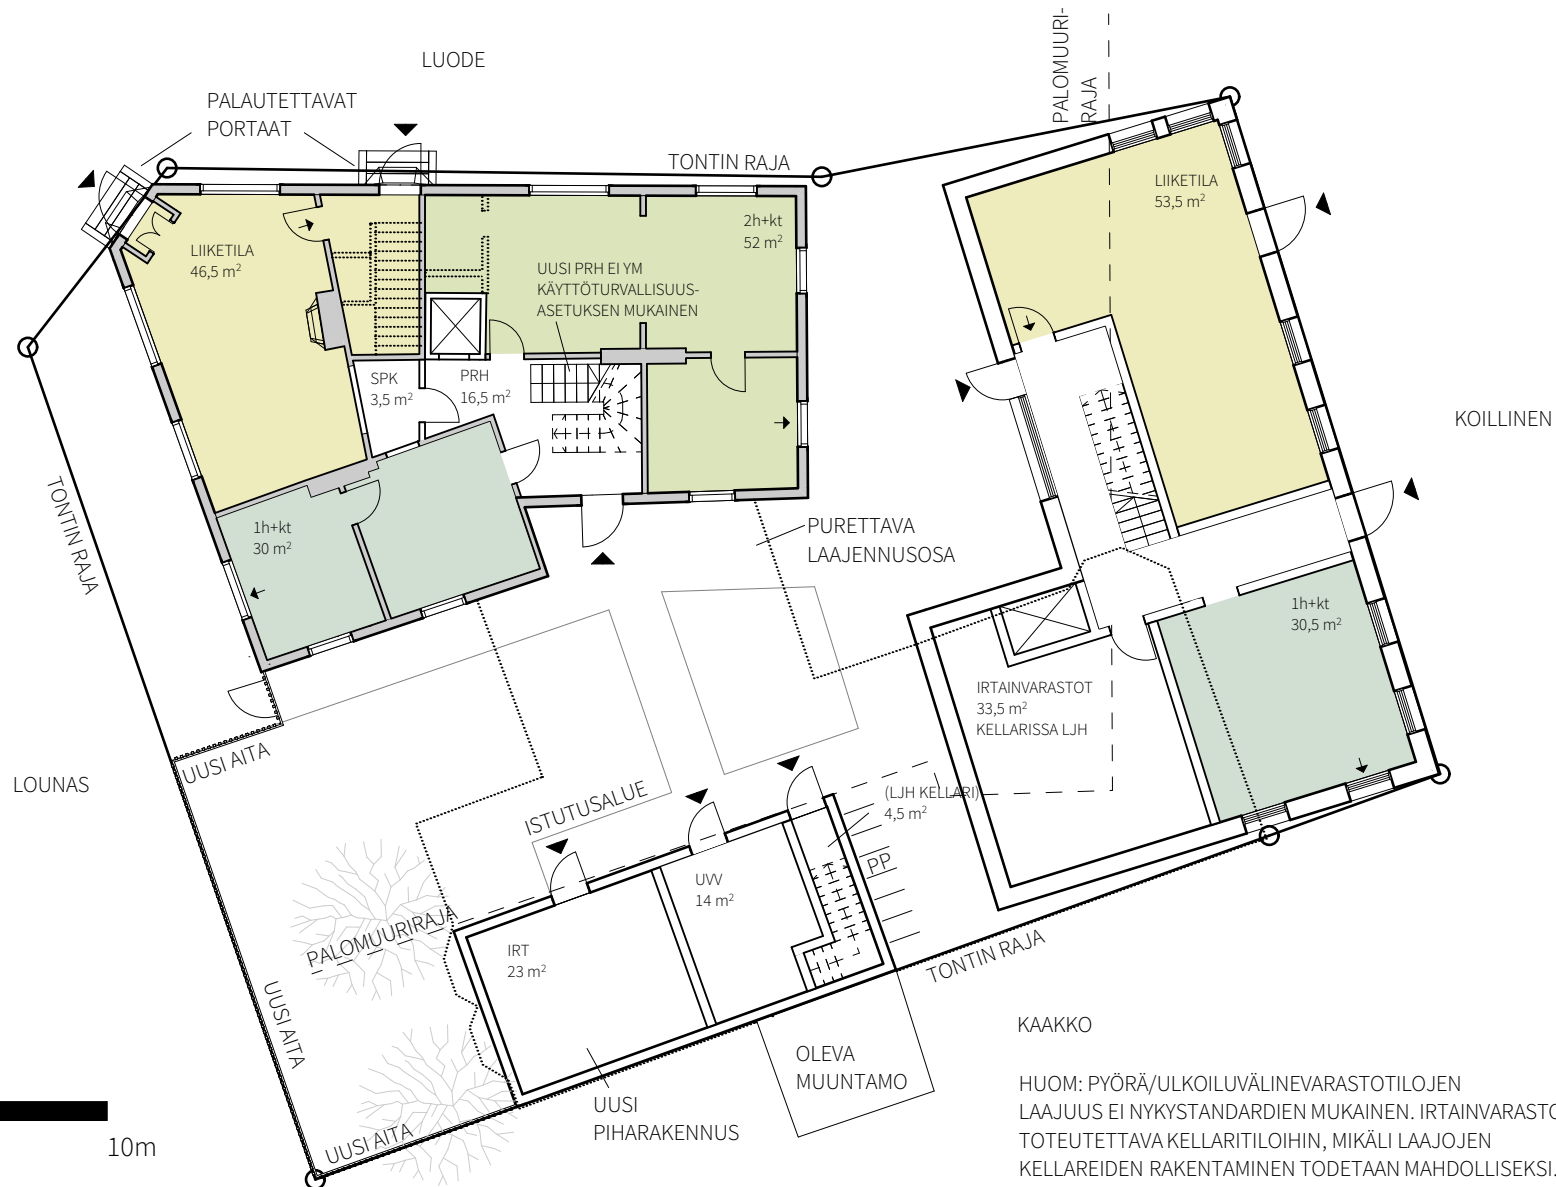 LUODE
PALAUTETTAVAT
PORTAAT
PALOMUURI-
RAJA
TONTIN RAJA
LIIKETILA
53,5 m²
2h+kt
52 m²
LIIKETILA
46,5 m²
UUSI PRH EI YM
KÄYTTÖTURVALLISUUS-
ASETUKSEN MUKAINEN
SPK
3,5 m²
PRH
16,5 m²
KOILLINEN
TONTIN RAJA
1h+kt
30 m²
PURETTAVA
LAAJENNUSOSA
1h+kt
30,5 m²
IRTAINVARASTOT
33,5 m²
KELLARISSA LJH
UUSI AITA
LOUNAS
ISTUTUSALUE
(LJH KELLARI)
4,5 m²
PP
UVV
14 m²
PALOMUURIRAJA
IRT
23 m²
TONTIN RAJA
UUSI AITA
KAAKKO
OLEVA
MUUNTAMO
UUSI
PIHARAKENNUS
UUSI AITA
10m
HUOM: PYÖRÄ/ULKOILUVÄLINEVARASTOTILOJEN
LAAJUUS EI NYKYSTANDARDIEN MUKAINEN. IRTAINVARASTO
TOTEUTETTAVA KELLARITILOIHIN, MIKÄLI LAAJOJEN
KELLAREIDEN RAKENTAMINEN TODETAAN MAHDOLLISEKSI.